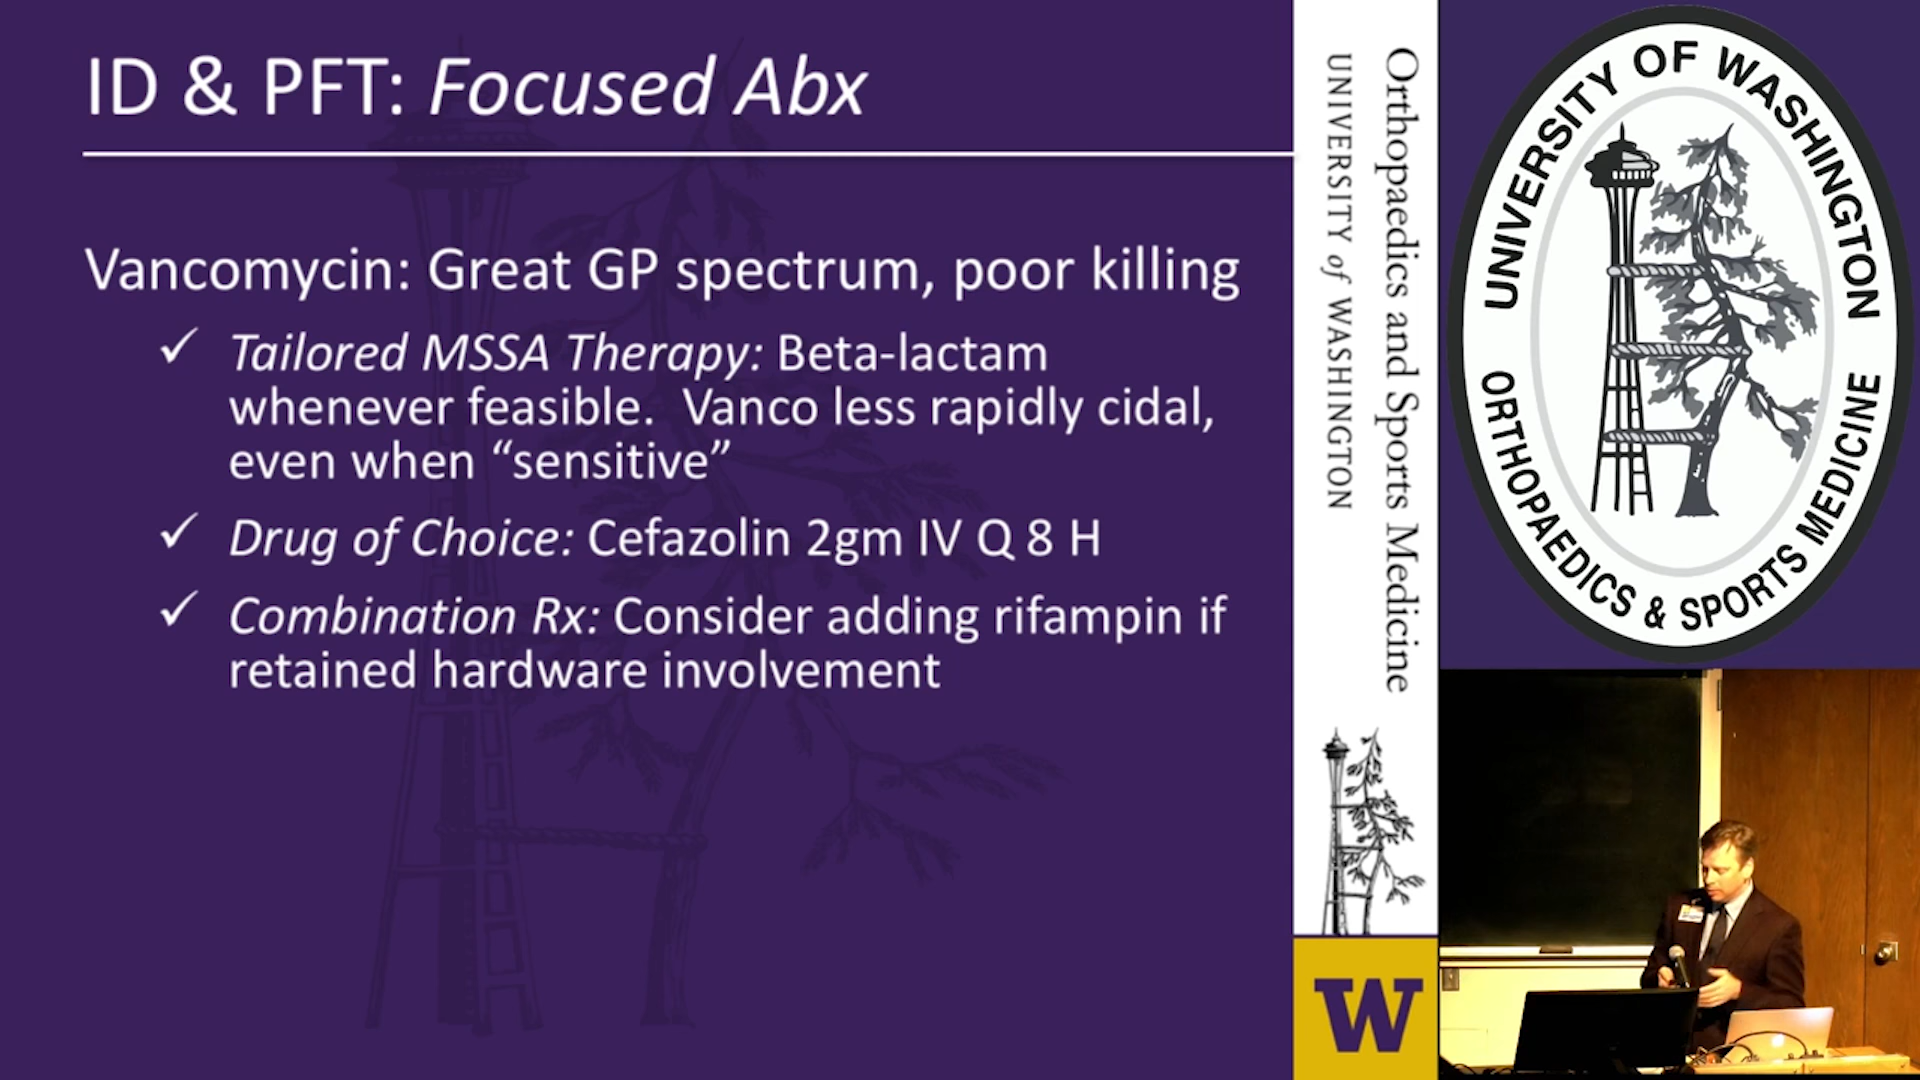 ID & PFT: Focused Abx
Vancomycin: Great GP spectrum, poor killing
✓ Tailored MSSA Therapy: Beta-lactam
whenever feasible.  Vanco less rapidly cidal,
even when “sensitive”
✓ Drug of Choice: Cefazolin 2gm IV Q 8 H
✓ Combination Rx: Consider adding rifampin if
retained hardware involvement
Orthopaedics and Sports Medicine
UNIVERSITY of WASHINGTON
W
UNIVERSITY OF WASHINGTON
ORTHOPAEDICS & SPORTS MEDICINE